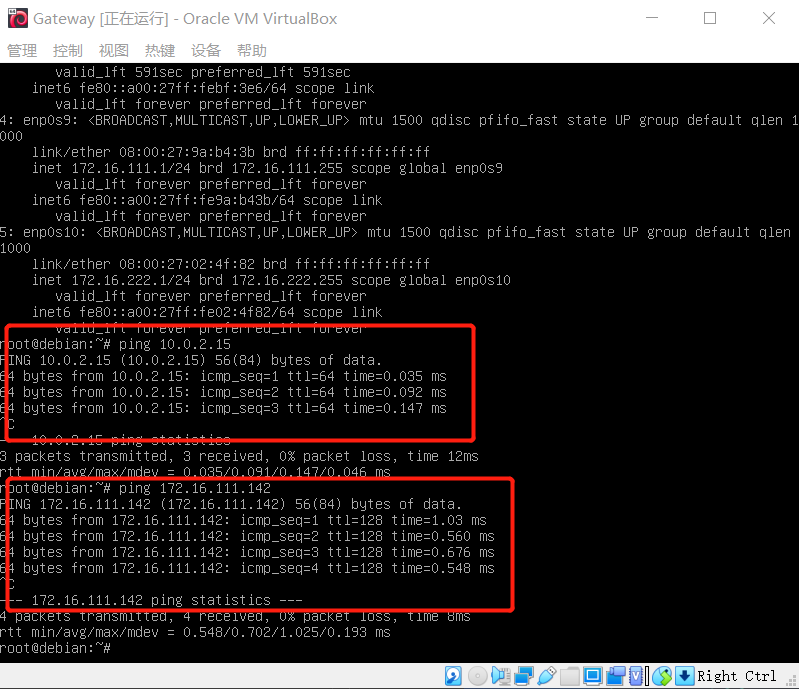 Gateway [正在运行] - Oracle VM VirtualBox
管理 控制 视图 热键 设备 帮助
valid_lft 591sec preferred_lft 591sec
inet6 fe80::a00:27ff:febf:3e6/64 scope link
valid_lft forever preferred_lft forever
4: enp0s9: <BROADCAST,MULTICAST,UP,LOWER_UP> mtu 1500 qdisc pfifo_fast state UP group default qlen 1
000
link/ether 08:00:27:9a:b4:3b brd ff:ff:ff:ff:ff:ff
inet 172.16.111.1/24 brd 172.16.111.255 scope global enp0s9
valid_lft forever preferred_lft forever
inet6 fe80::a00:27ff:fe9a:b43b/64 scope link
valid_lft forever preferred_lft forever
5: enp0s10: <BROADCAST,MULTICAST,UP,LOWER_UP> mtu 1500 qdisc pfifo_fast state UP group default qlen
1000
link/ether 08:00:27:02:4f:82 brd ff:ff:ff:ff:ff:ff
inet 172.16.222.1/24 brd 172.16.222.255 scope global enp0s10
valid_lft forever preferred_lft forever
inet6 fe80::a00:27ff:fe02:4f82/64 scope link
valid_lft forever preferred_lft forever
root@debian:~# ping 10.0.2.15
PING 10.0.2.15 (10.0.2.15) 56(84) bytes of data.
64 bytes from 10.0.2.15: icmp_seq=1 ttl=64 time=0.035 ms
64 bytes from 10.0.2.15: icmp_seq=2 ttl=64 time=0.092 ms
64 bytes from 10.0.2.15: icmp_seq=3 ttl=64 time=0.147 ms
^C
--- 10.0.2.15 ping statistics ---
3 packets transmitted, 3 received, 0% packet loss, time 12ms
rtt min/avg/max/mdev = 0.035/0.091/0.147/0.046 ms
root@debian:~# ping 172.16.111.142
PING 172.16.111.142 (172.16.111.142) 56(84) bytes of data.
64 bytes from 172.16.111.142: icmp_seq=1 ttl=128 time=1.03 ms
64 bytes from 172.16.111.142: icmp_seq=2 ttl=128 time=0.560 ms
64 bytes from 172.16.111.142: icmp_seq=3 ttl=128 time=0.676 ms
64 bytes from 172.16.111.142: icmp_seq=4 ttl=128 time=0.548 ms
^C
--- 172.16.111.142 ping statistics ---
4 packets transmitted, 4 received, 0% packet loss, time 8ms
rtt min/avg/max/mdev = 0.548/0.702/1.025/0.193 ms
root@debian:~#
Right Ctrl